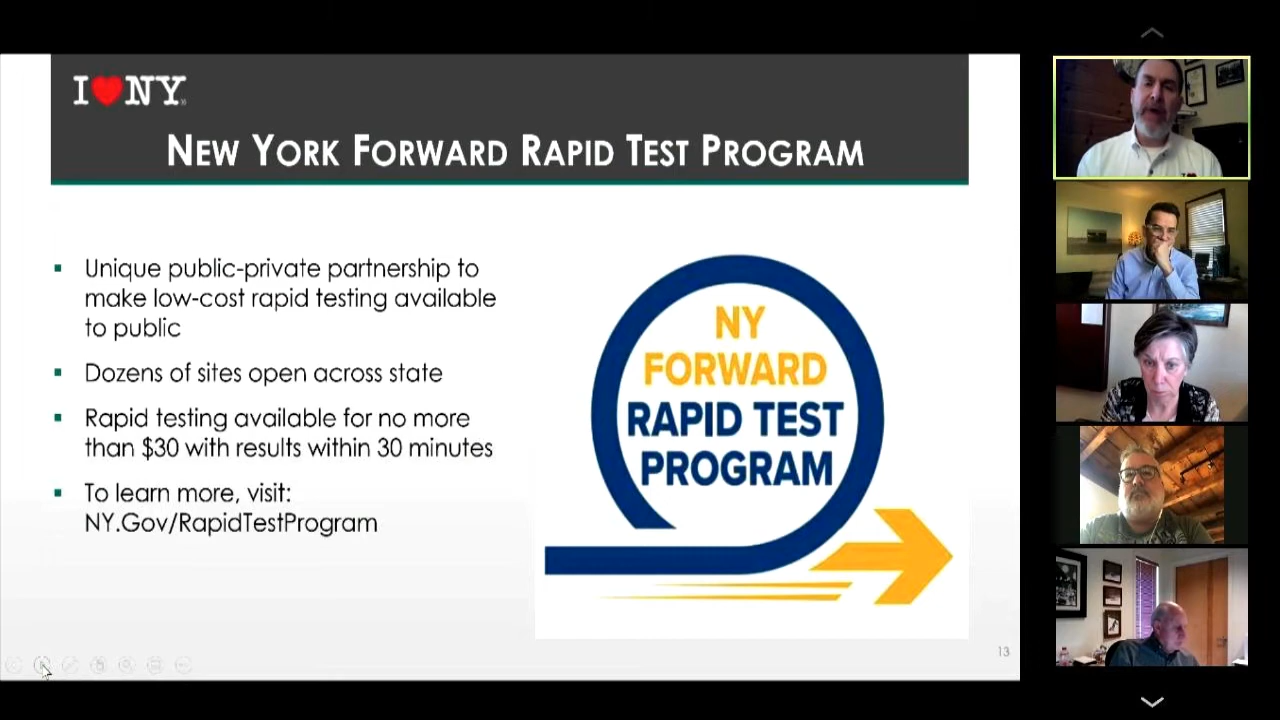 I❤NY
NEW YORK FORWARD RAPID TEST PROGRAM
▪ Unique public-private partnership to
make low-cost rapid testing available
to public
▪ Dozens of sites open across state
▪ Rapid testing available for no more
than $30 with results within 30 minutes
▪ To learn more, visit:
NY.Gov/RapidTestProgram
NY
FORWARD
RAPID TEST
PROGRAM
13